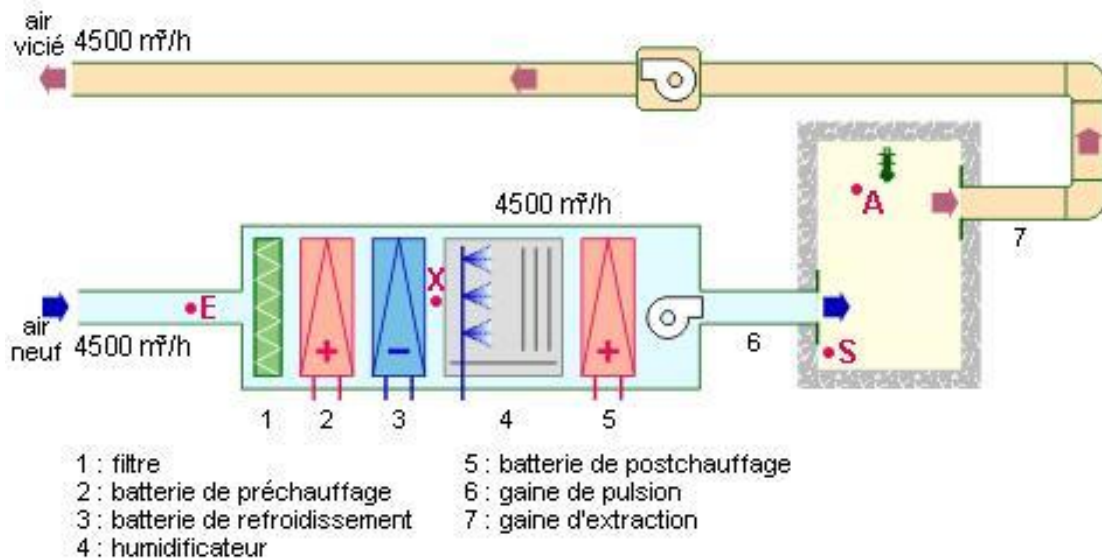 air
vicié 4500 m³/h
A
4500 m³/h
7
X
E
air
neuf 4500 m³/h
+
−
+
6
S
1 2 3 4 5
1 : filtre
2 : batterie de préchauffage
3 : batterie de refroidissement
4 : humidificateur
5 : batterie de postchauffage
6 : gaine de pulsion
7 : gaine d'extraction